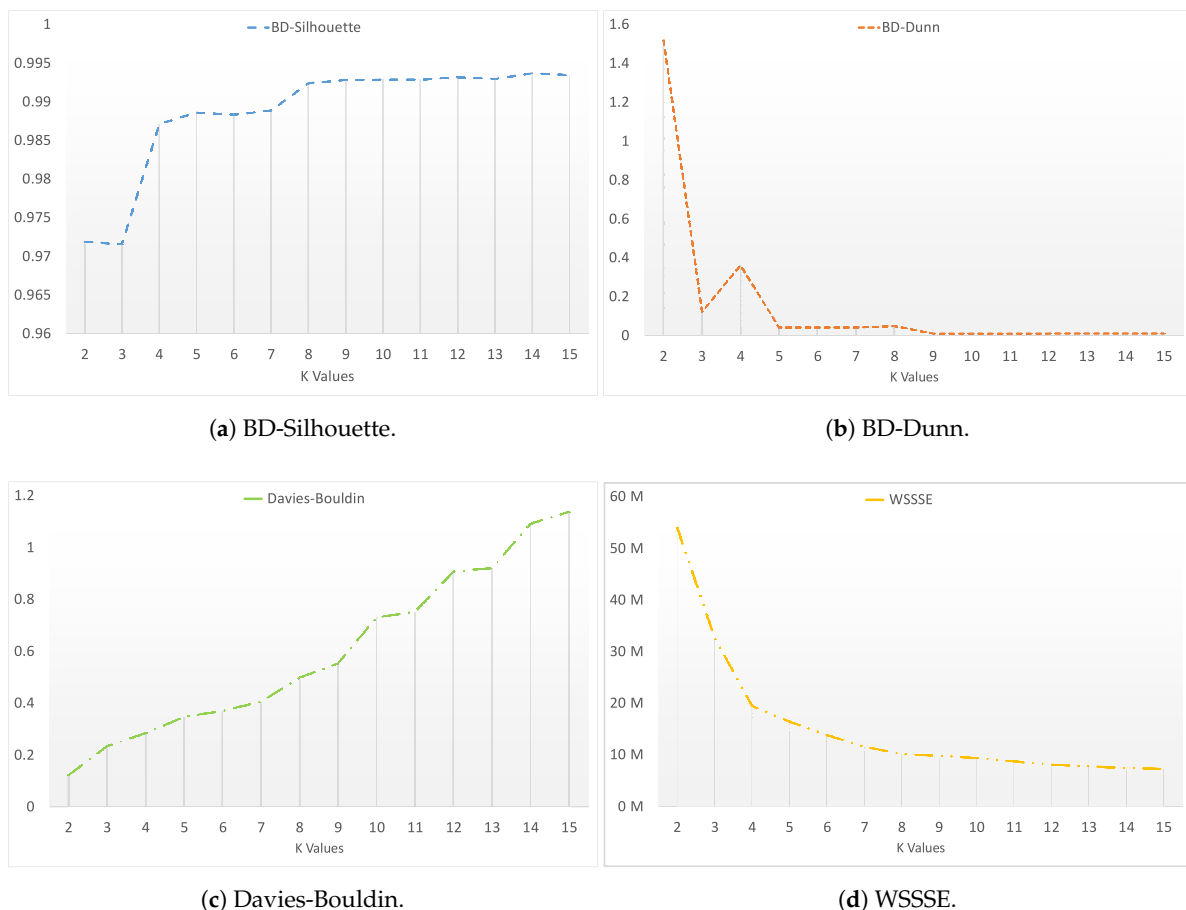 BD-Silhouette
1
0.995
0.99
0.985
0.98
0.975
0.97
0.965
0.96
2 3 4 5 6 7 8 9 10 11 12 13 14 15
K Values
(a) BD-Silhouette.
BD-Dunn
1.6
1.4
1.2
1
0.8
0.6
0.4
0.2
0
2 3 4 5 6 7 8 9 10 11 12 13 14 15
K Values
(b) BD-Dunn.
Davies-Bouldin
1.2
1
0.8
0.6
0.4
0.2
0
2 3 4 5 6 7 8 9 10 11 12 13 14 15
K Values
(c) Davies-Bouldin.
WSSSE
60 M
50 M
40 M
30 M
20 M
10 M
0 M
2 3 4 5 6 7 8 9 10 11 12 13 14 15
K Values
(d) WSSSE.